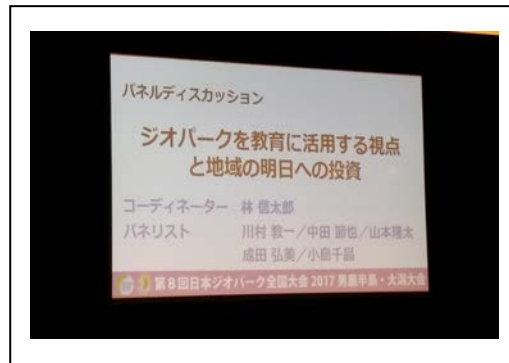 パネルディスカッション
ジオパークを教育に活用する視点
と地域の明日への投資
コーディネーター 林 信太郎
パネリスト 川村 教一／中田 節也／山本隆太
成田 弘美／小島千晶
第8回日本ジオパーク全国大会 2017 男鹿半島・大潟大会